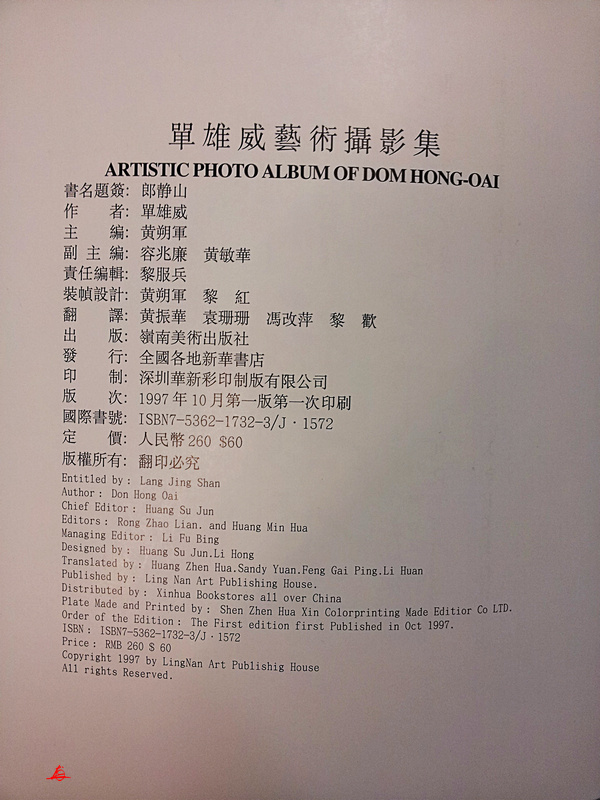 單雄威藝術攝影集
ARTISTIC PHOTO ALBUM OF DOM HONG-OAI
書名題簽: 郎静山
作 者: 單雄威
主 編: 黄朔軍
副 主 編: 容兆廉 黄敏華
責任編輯: 黎服兵
裝幀設計: 黄朔軍 黎 紅
翻 譯: 黄振華 袁珊珊 馮改萍 黎 歡
出 版: 嶺南美術出版社
發 行: 全國各地新華書店
印 制: 深圳華新彩印制版有限公司
版 次: 1997年10月第一版第一次印刷
國際書號: ISBN7-5362-1732-3/J·1572
定 價: 人民幣260 $60
版權所有: 翻印必究
Entitled by: Lang Jing Shan
Author: Don Hong Oai
Chief Editor: Huang Su Jun
Editors: Rong Zhao Lian. and Huang Min Hua
Managing Editor: Li Fu Bing
Designed by: Huang Su Jun.Li Hong
Translated by: Huang Zhen Hua.Sandy Yuan.Feng Gai Ping.Li Huan
Published by: Ling Nan Art Publishing House.
Distributed by: Xinhua Bookstores all over China
Plate Made and Printed by: Shen Zhen Hua Xin Colorprinting Made Editior Co LTD.
Order of the Edition: The First edition first Published in Oct 1997.
ISBN: ISBN7-5362-1732-3/J·1572
Price: RMB 260 $ 60
Copyright 1997 by LingNan Art Publishig House
All rights Reserved.